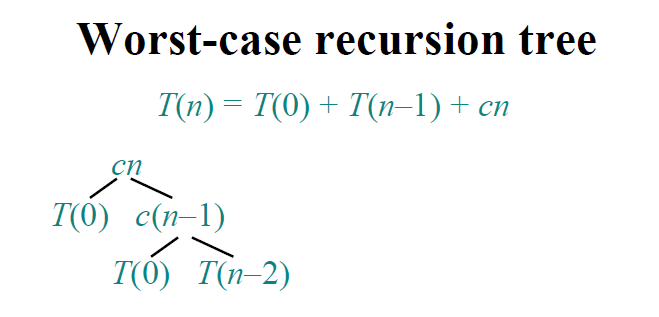 Worst-case recursion tree
T(n) = T(0) + T(n–1) + cn
cn
T(0) c(n–1)
T(0) T(n–2)